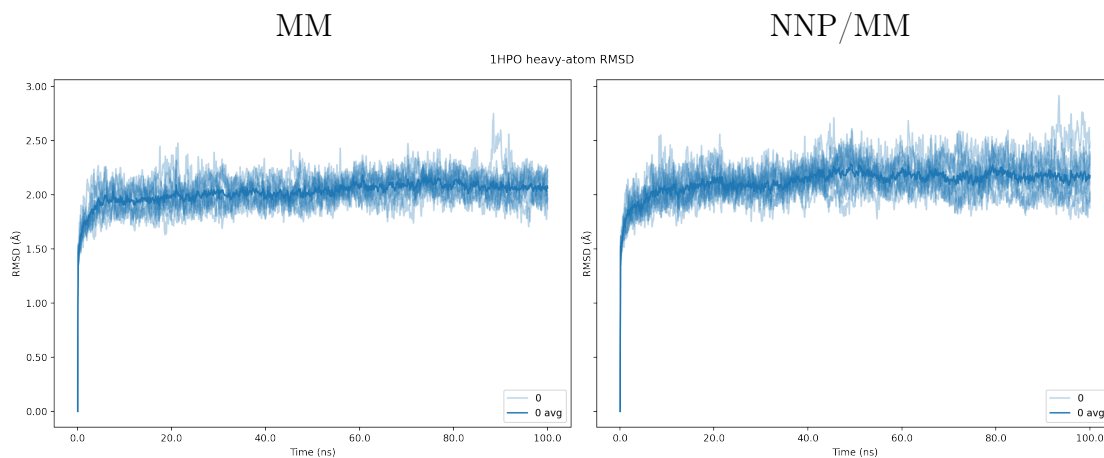 MM NNP/MM
1HPO heavy-atom RMSD
3.00
2.50
2.00
1.50
1.00
0.50
0.00
RMSD (Å)
0.0 20.0 40.0 60.0 80.0 100.0
Time (ns)
0
0 avg
RMSD (Å)
0.0 20.0 40.0 60.0 80.0 100.0
Time (ns)
0
0 avg